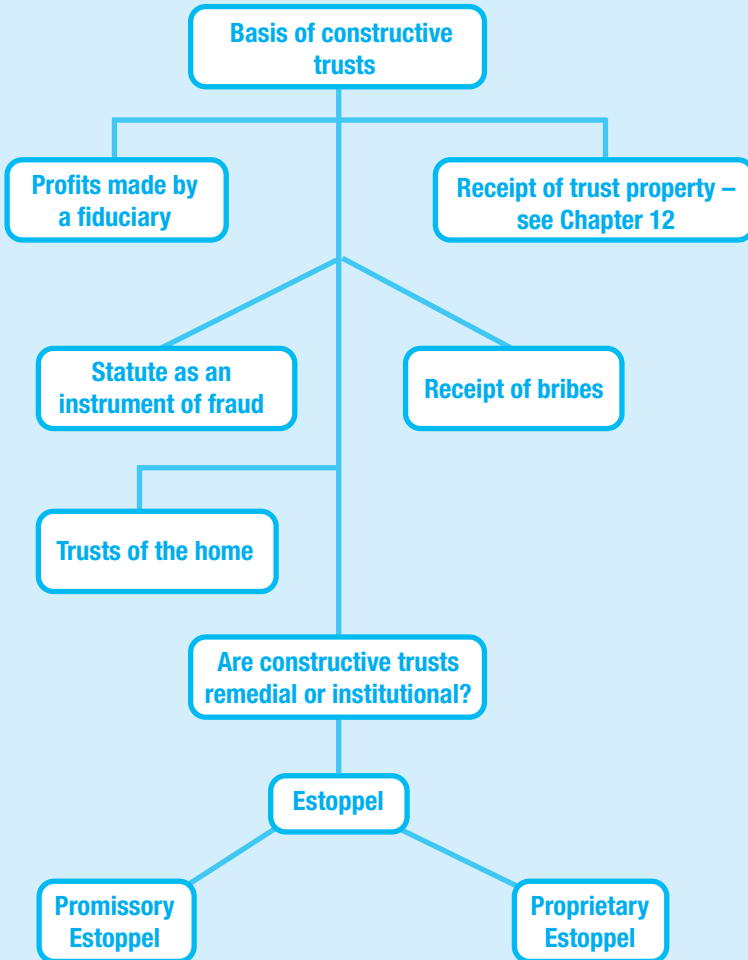 Basis of constructive
trusts
Profits made by
a fiduciary
Receipt of trust property –
see Chapter 12
Statute as an
instrument of fraud
Receipt of bribes
Trusts of the home
Are constructive trusts
remedial or institutional?
Estoppel
Promissory
Estoppel
Proprietary
Estoppel